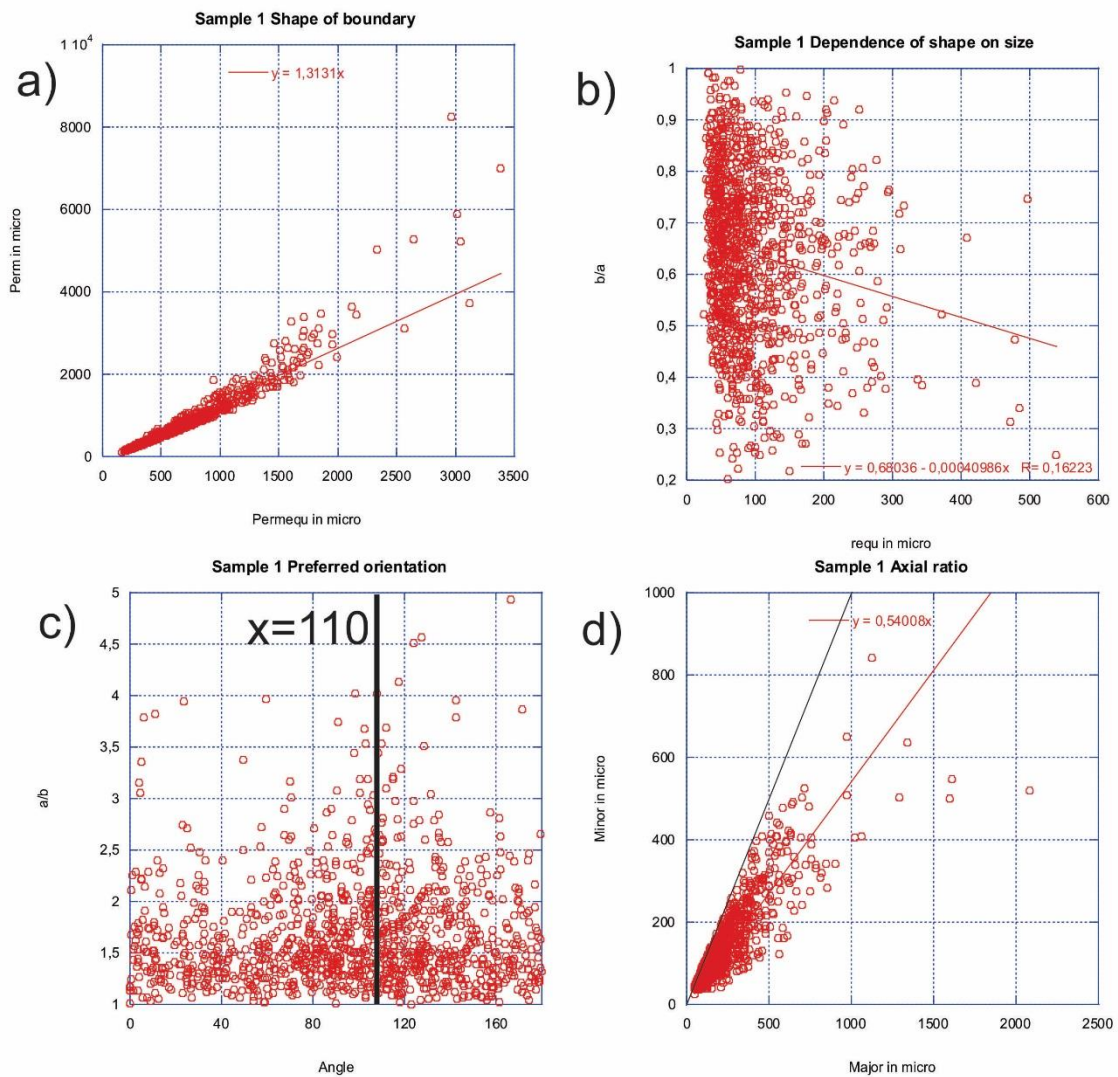 a)
Sample 1 Shape of boundary
1 10⁴
8000
6000
4000
2000
0
Perm in micro
y = 1,3131x
0 500 1000 1500 2000 2500 3000 3500
Permequ in micro
b)
Sample 1 Dependence of shape on size
1
0,9
0,8
0,7
0,6
0,5
0,4
0,3
0,2
b/a
y = 0,68036 - 0,00040986x R= 0,16223
0 100 200 300 400 500 600
requ in micro
c)
Sample 1 Preferred orientation
x=110
5
4,5
4
3,5
3
2,5
2
1,5
1
a/b
0 40 80 120 160
Angle
d)
Sample 1 Axial ratio
1000
800
600
400
200
0
Minor in micro
y = 0,54008x
0 500 1000 1500 2000 2500
Major in micro